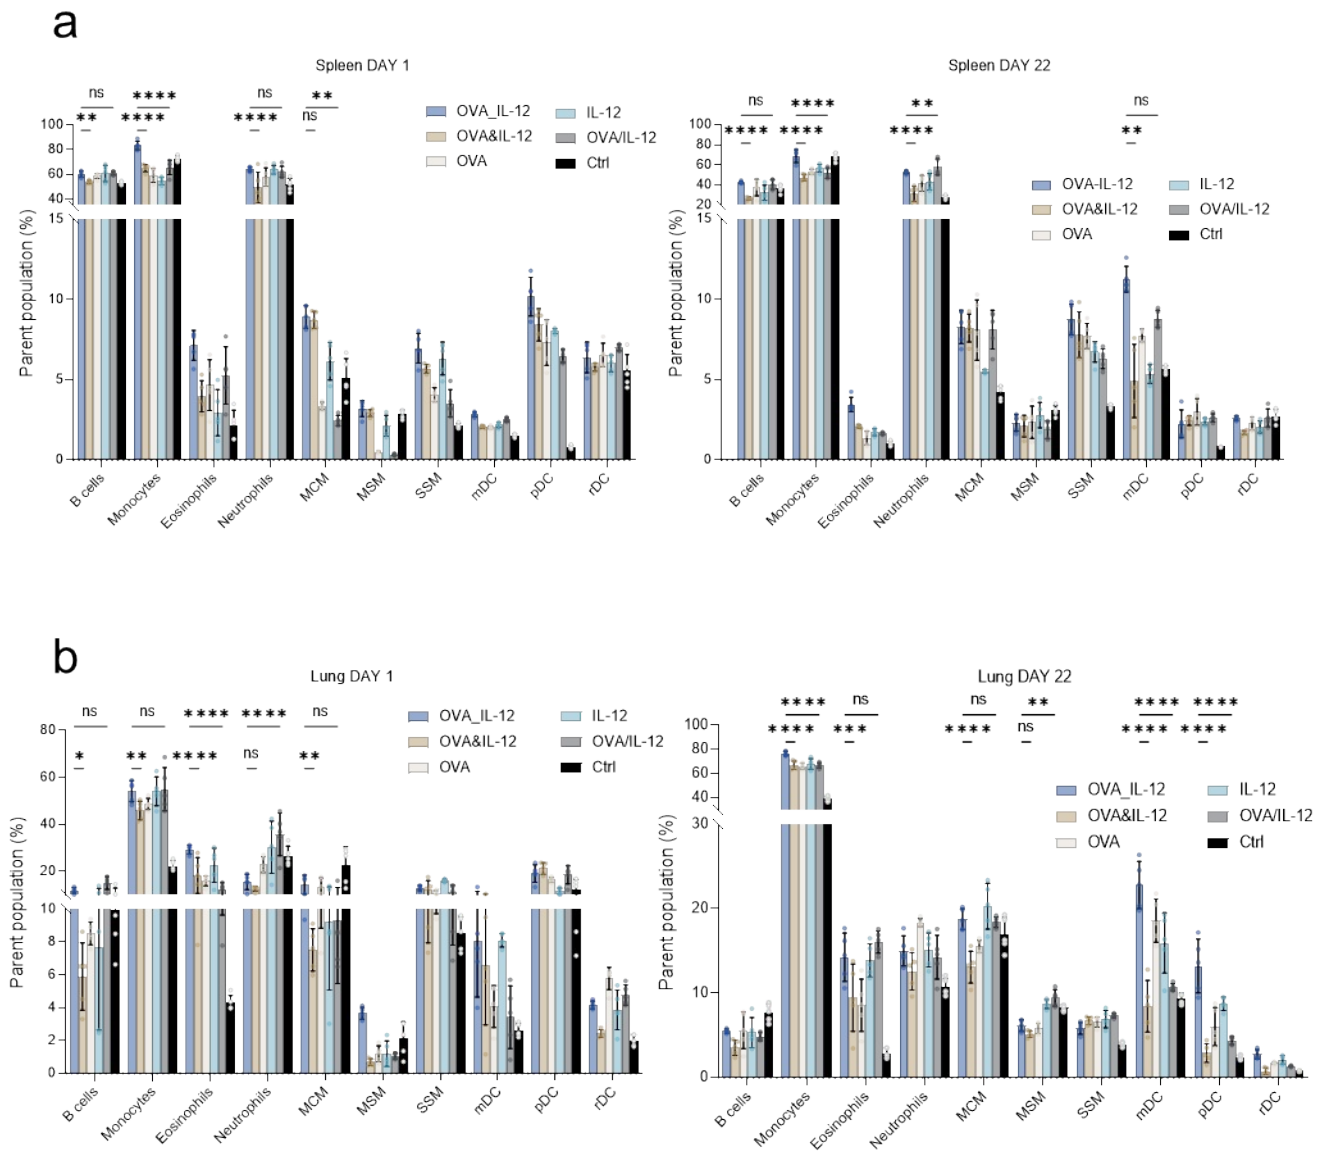 a
Spleen DAY 1
ns
****
ns
**
**
****
****
ns
OVA_IL-12
OVA&IL-12
OVA
IL-12
OVA/IL-12
Ctrl
Parent population (%)
100
80
60
40
15
10
5
0
B cells
Monocytes
Eosinophils
Neutrophils
MCM
MSM
SSM
mDC
pDC
rDC
Spleen DAY 22
ns
****
**
ns
****
****
****
**
OVA-IL-12
OVA&IL-12
OVA
IL-12
OVA/IL-12
Ctrl
Parent population (%)
100
80
60
40
20
15
10
5
0
B cells
Monocytes
Eosinophils
Neutrophils
MCM
MSM
SSM
mDC
pDC
rDC
b
Lung DAY 1
ns
ns
****
****
ns
*
**
****
ns
**
OVA_IL-12
OVA&IL-12
OVA
IL-12
OVA/IL-12
Ctrl
Parent population (%)
80
60
40
20
10
8
6
4
2
0
B cells
Monocytes
Eosinophils
Neutrophils
MCM
MSM
SSM
mDC
pDC
rDC
Lung DAY 22
****
ns
ns
**
****
****
****
***
****
ns
****
****
OVA_IL-12
OVA&IL-12
OVA
IL-12
OVA/IL-12
Ctrl
Parent population (%)
100
80
60
40
30
20
10
0
B cells
Monocytes
Eosinophils
Neutrophils
MCM
MSM
SSM
mDC
pDC
rDC